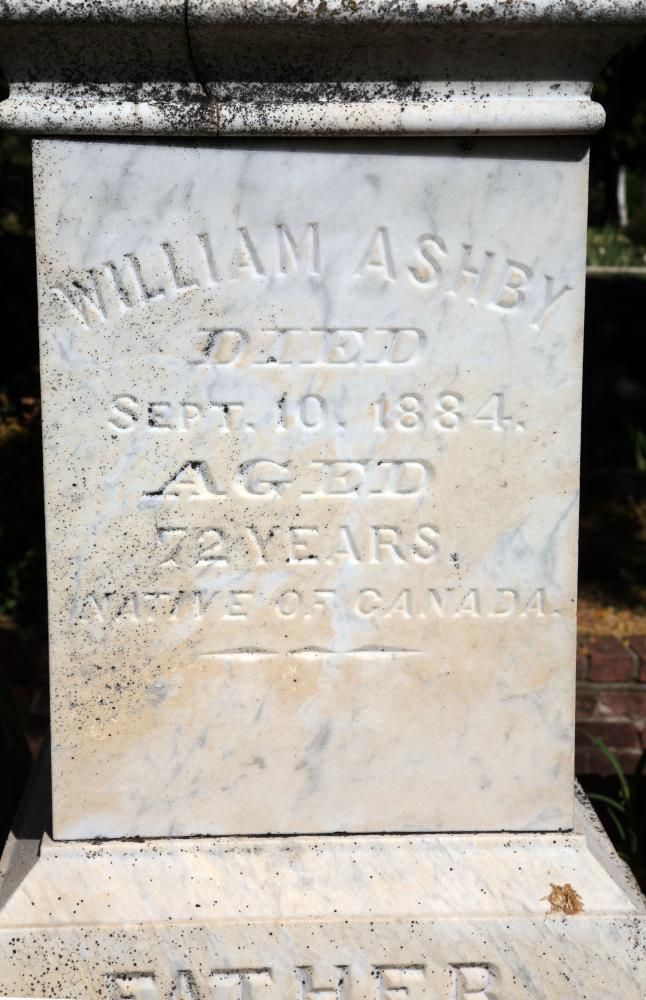 WILLIAM ASHBY
DIED
SEPT. 10. 1884.
AGED
72 YEARS.
NATIVE OF CANADA.
FATHER